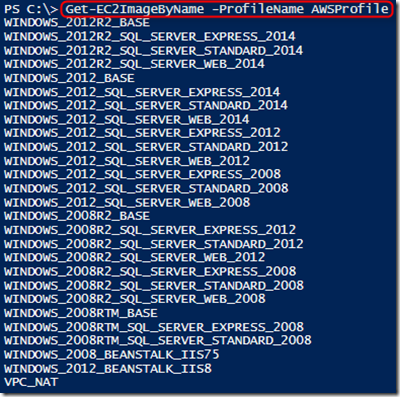 PS C:\> Get-EC2ImageByName -ProfileName AWSProfile
WINDOWS_2012R2_BASE
WINDOWS_2012R2_SQL_SERVER_EXPRESS_2014
WINDOWS_2012R2_SQL_SERVER_STANDARD_2014
WINDOWS_2012R2_SQL_SERVER_WEB_2014
WINDOWS_2012_BASE
WINDOWS_2012_SQL_SERVER_EXPRESS_2014
WINDOWS_2012_SQL_SERVER_STANDARD_2014
WINDOWS_2012_SQL_SERVER_WEB_2014
WINDOWS_2012_SQL_SERVER_EXPRESS_2012
WINDOWS_2012_SQL_SERVER_STANDARD_2012
WINDOWS_2012_SQL_SERVER_WEB_2012
WINDOWS_2012_SQL_SERVER_EXPRESS_2008
WINDOWS_2012_SQL_SERVER_STANDARD_2008
WINDOWS_2012_SQL_SERVER_WEB_2008
WINDOWS_2008R2_BASE
WINDOWS_2008R2_SQL_SERVER_EXPRESS_2012
WINDOWS_2008R2_SQL_SERVER_STANDARD_2012
WINDOWS_2008R2_SQL_SERVER_WEB_2012
WINDOWS_2008R2_SQL_SERVER_EXPRESS_2008
WINDOWS_2008R2_SQL_SERVER_STANDARD_2008
WINDOWS_2008R2_SQL_SERVER_WEB_2008
WINDOWS_2008RTM_BASE
WINDOWS_2008RTM_SQL_SERVER_EXPRESS_2008
WINDOWS_2008RTM_SQL_SERVER_STANDARD_2008
WINDOWS_2008_BEANSTALK_IIS75
WINDOWS_2012_BEANSTALK_IIS8
VPC_NAT